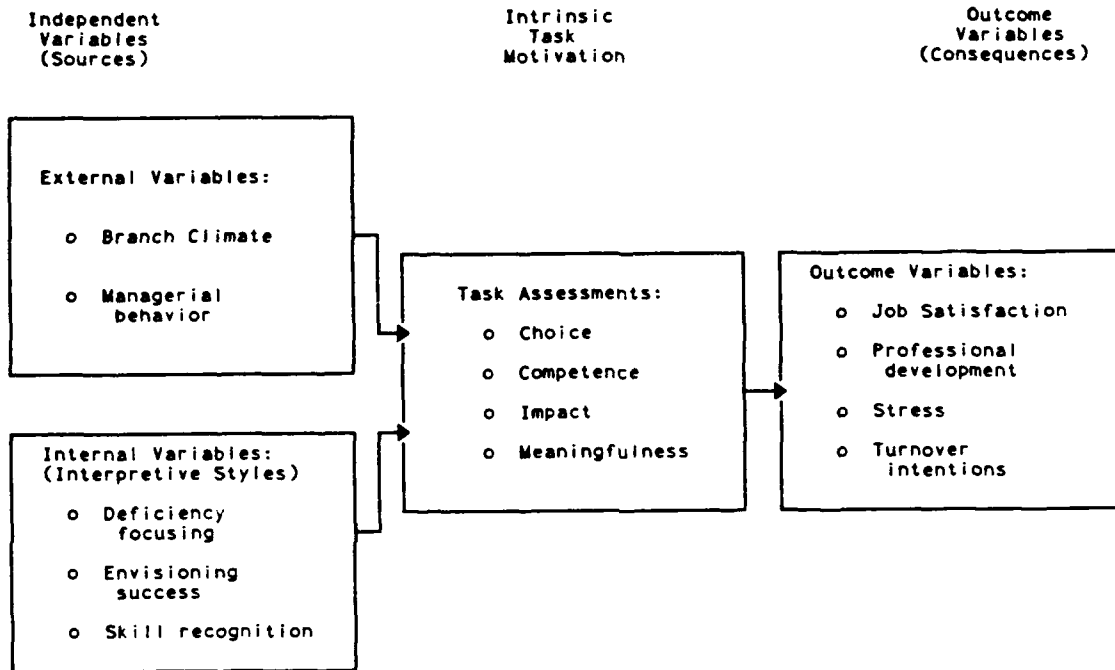 Independent
Variables
(Sources)
Intrinsic
Task
Motivation
Outcome
Variables
(Consequences)
External Variables:
o Branch Climate
o Managerial
behavior
Internal Variables:
(Interpretive Styles)
o Deficiency
focusing
o Envisioning
success
o Skill recognition
Task Assessments:
o Choice
o Competence
o Impact
o Meaningfulness
Outcome Variables:
o Job Satisfaction
o Professional
development
o Stress
o Turnover
intentions